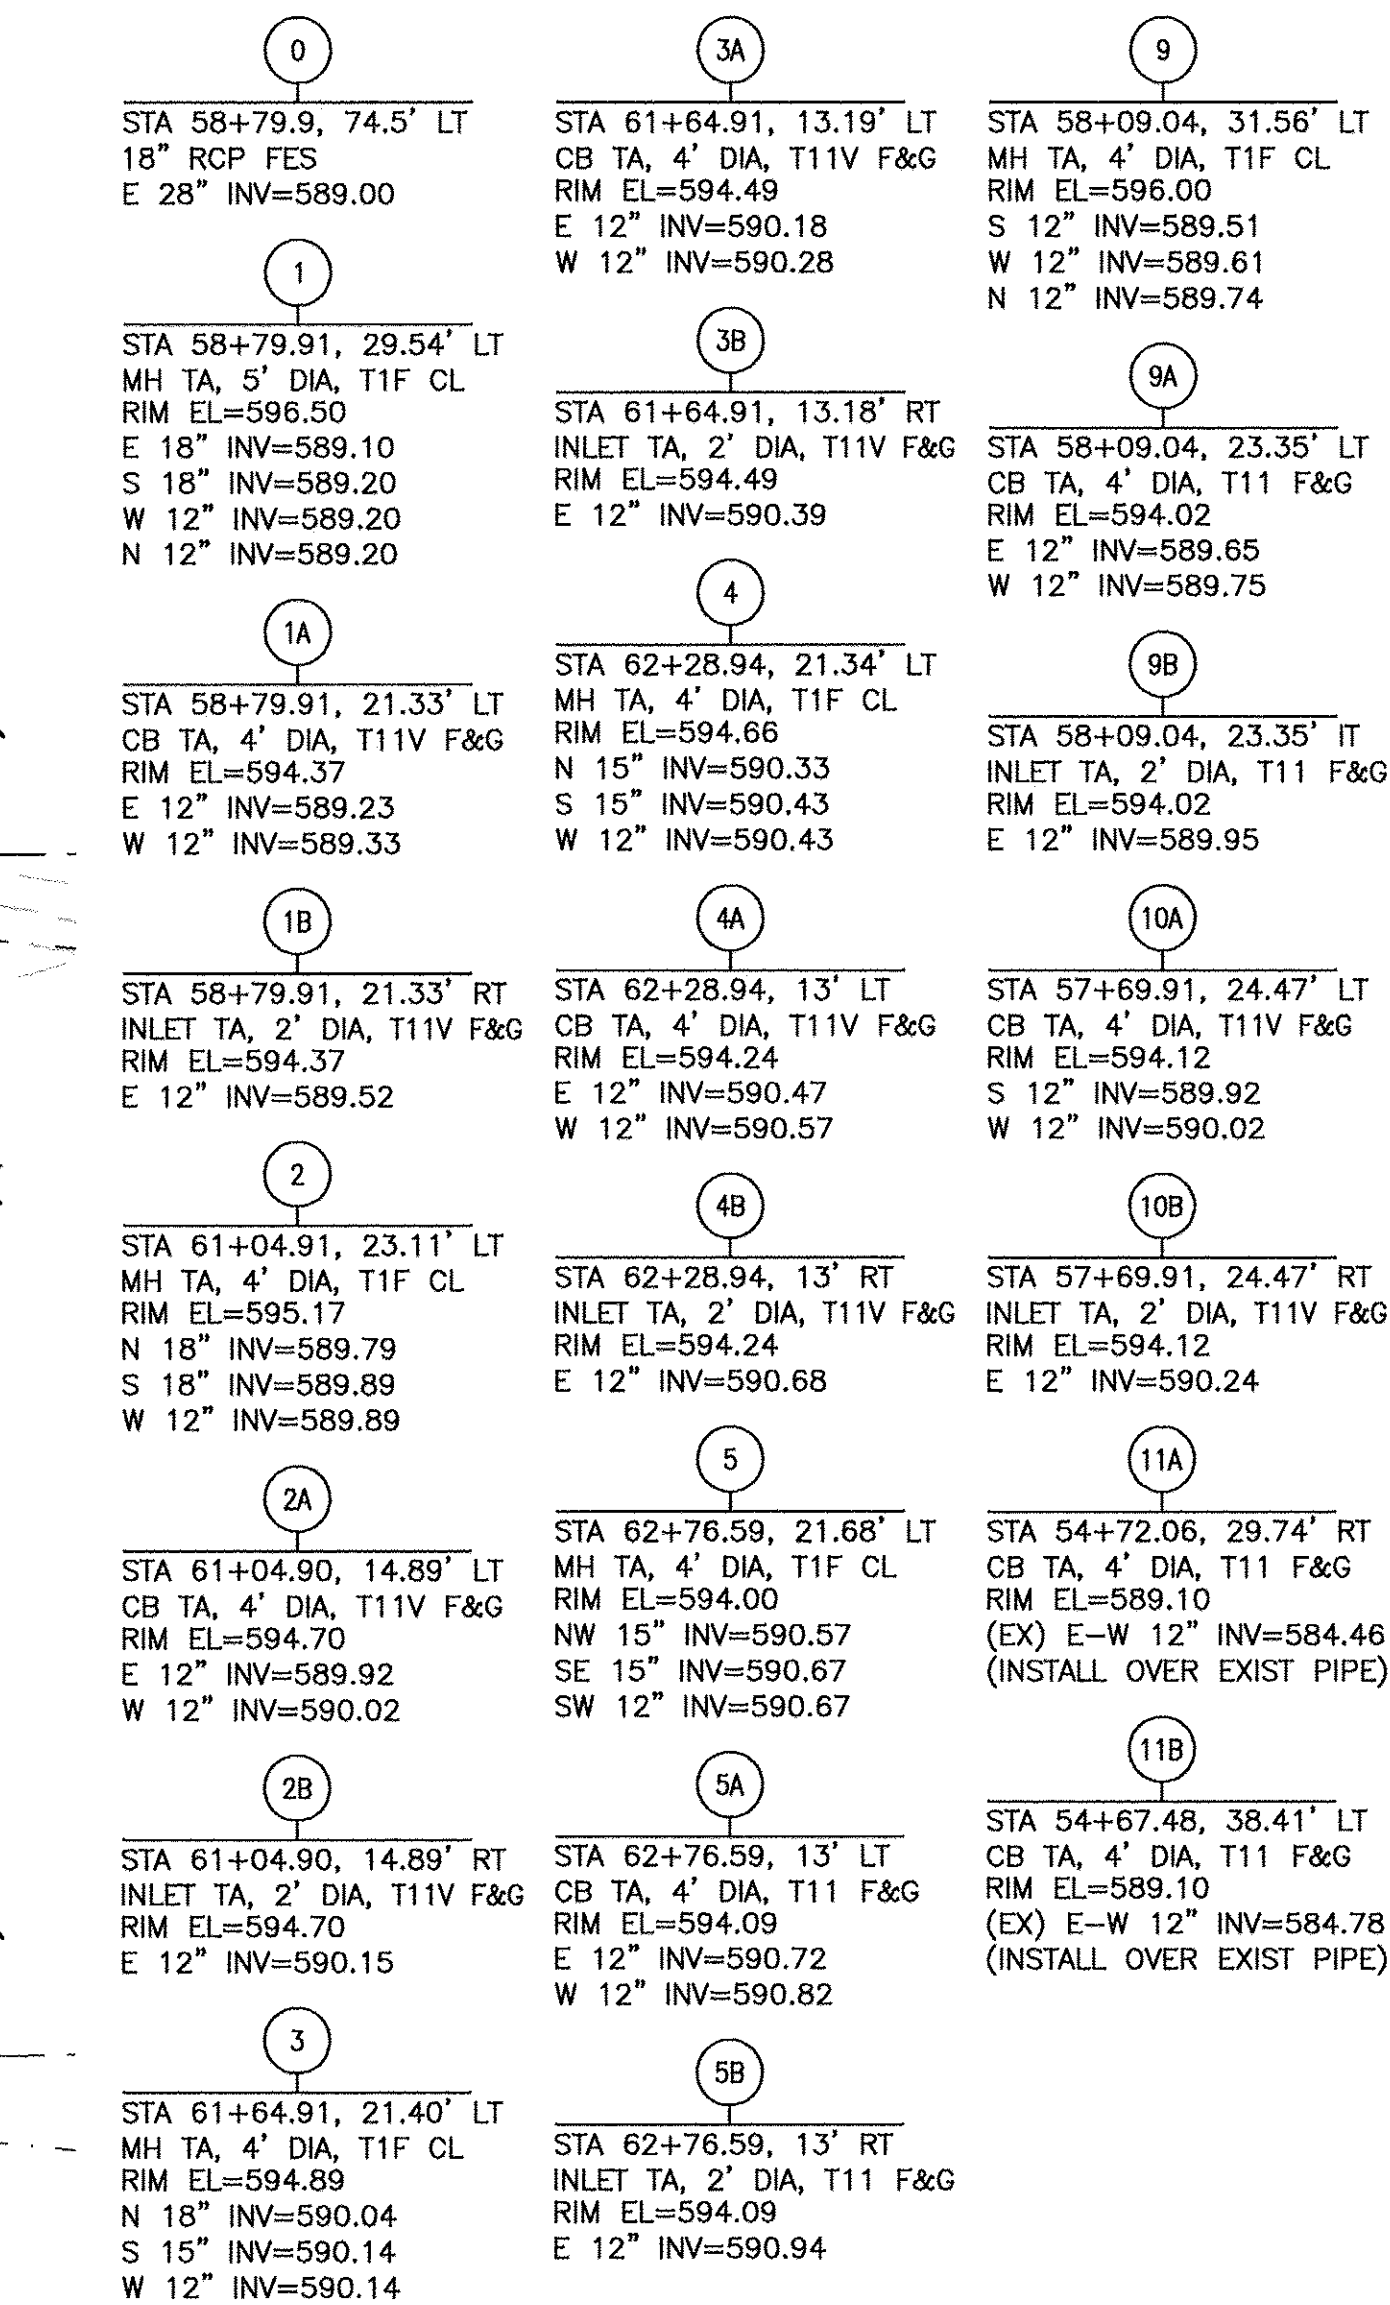 0
STA 58+79.9, 74.5' LT
18" RCP FES
E 28" INV=589.00
1
STA 58+79.91, 29.54' LT
MH TA, 5' DIA, T1F CL
RIM EL=596.50
E 18" INV=589.10
S 18" INV=589.20
W 12" INV=589.20
N 12" INV=589.20
1A
STA 58+79.91, 21.33' LT
CB TA, 4' DIA, T11V F&G
RIM EL=594.37
E 12" INV=589.23
W 12" INV=589.33
1B
STA 58+79.91, 21.33' RT
INLET TA, 2' DIA, T11V F&G
RIM EL=594.37
E 12" INV=589.52
2
STA 61+04.91, 23.11' LT
MH TA, 4' DIA, T1F CL
RIM EL=595.17
N 18" INV=589.79
S 18" INV=589.89
W 12" INV=589.89
2A
STA 61+04.90, 14.89' LT
CB TA, 4' DIA, T11V F&G
RIM EL=594.70
E 12" INV=589.92
W 12" INV=590.02
2B
STA 61+04.90, 14.89' RT
INLET TA, 2' DIA, T11V F&G
RIM EL=594.70
E 12" INV=590.15
3
STA 61+64.91, 21.40' LT
MH TA, 4' DIA, T1F CL
RIM EL=594.89
N 18" INV=590.04
S 15" INV=590.14
W 12" INV=590.14
3A
STA 61+64.91, 13.19' LT
CB TA, 4' DIA, T11V F&G
RIM EL=594.49
E 12" INV=590.18
W 12" INV=590.28
3B
STA 61+64.91, 13.18' RT
INLET TA, 2' DIA, T11V F&G
RIM EL=594.49
E 12" INV=590.39
4
STA 62+28.94, 21.34' LT
MH TA, 4' DIA, T1F CL
RIM EL=594.66
N 15" INV=590.33
S 15" INV=590.43
W 12" INV=590.43
4A
STA 62+28.94, 13' LT
CB TA, 4' DIA, T11V F&G
RIM EL=594.24
E 12" INV=590.47
W 12" INV=590.57
4B
STA 62+28.94, 13' RT
INLET TA, 2' DIA, T11V F&G
RIM EL=594.24
E 12" INV=590.68
5
STA 62+76.59, 21.68' LT
MH TA, 4' DIA, T1F CL
RIM EL=594.00
NW 15" INV=590.57
SE 15" INV=590.67
SW 12" INV=590.67
5A
STA 62+76.59, 13' LT
CB TA, 4' DIA, T11 F&G
RIM EL=594.09
E 12" INV=590.72
W 12" INV=590.82
5B
STA 62+76.59, 13' RT
INLET TA, 2' DIA, T11 F&G
RIM EL=594.09
E 12" INV=590.94
9
STA 58+09.04, 31.56' LT
MH TA, 4' DIA, T1F CL
RIM EL=596.00
S 12" INV=589.51
W 12" INV=589.61
N 12" INV=589.74
9A
STA 58+09.04, 23.35' LT
CB TA, 4' DIA, T11 F&G
RIM EL=594.02
E 12" INV=589.65
W 12" INV=589.75
9B
STA 58+09.04, 23.35' IT
INLET TA, 2' DIA, T11 F&G
RIM EL=594.02
E 12" INV=589.95
10A
STA 57+69.91, 24.47' LT
CB TA, 4' DIA, T11V F&G
RIM EL=594.12
S 12" INV=589.92
W 12" INV=590.02
10B
STA 57+69.91, 24.47' RT
INLET TA, 2' DIA, T11V F&G
RIM EL=594.12
E 12" INV=590.24
11A
STA 54+72.06, 29.74' RT
CB TA, 4' DIA, T11 F&G
RIM EL=589.10
(EX) E-W 12" INV=584.46
(INSTALL OVER EXIST PIPE)
11B
STA 54+67.48, 38.41' LT
CB TA, 4' DIA, T11 F&G
RIM EL=589.10
(EX) E-W 12" INV=584.78
(INSTALL OVER EXIST PIPE)